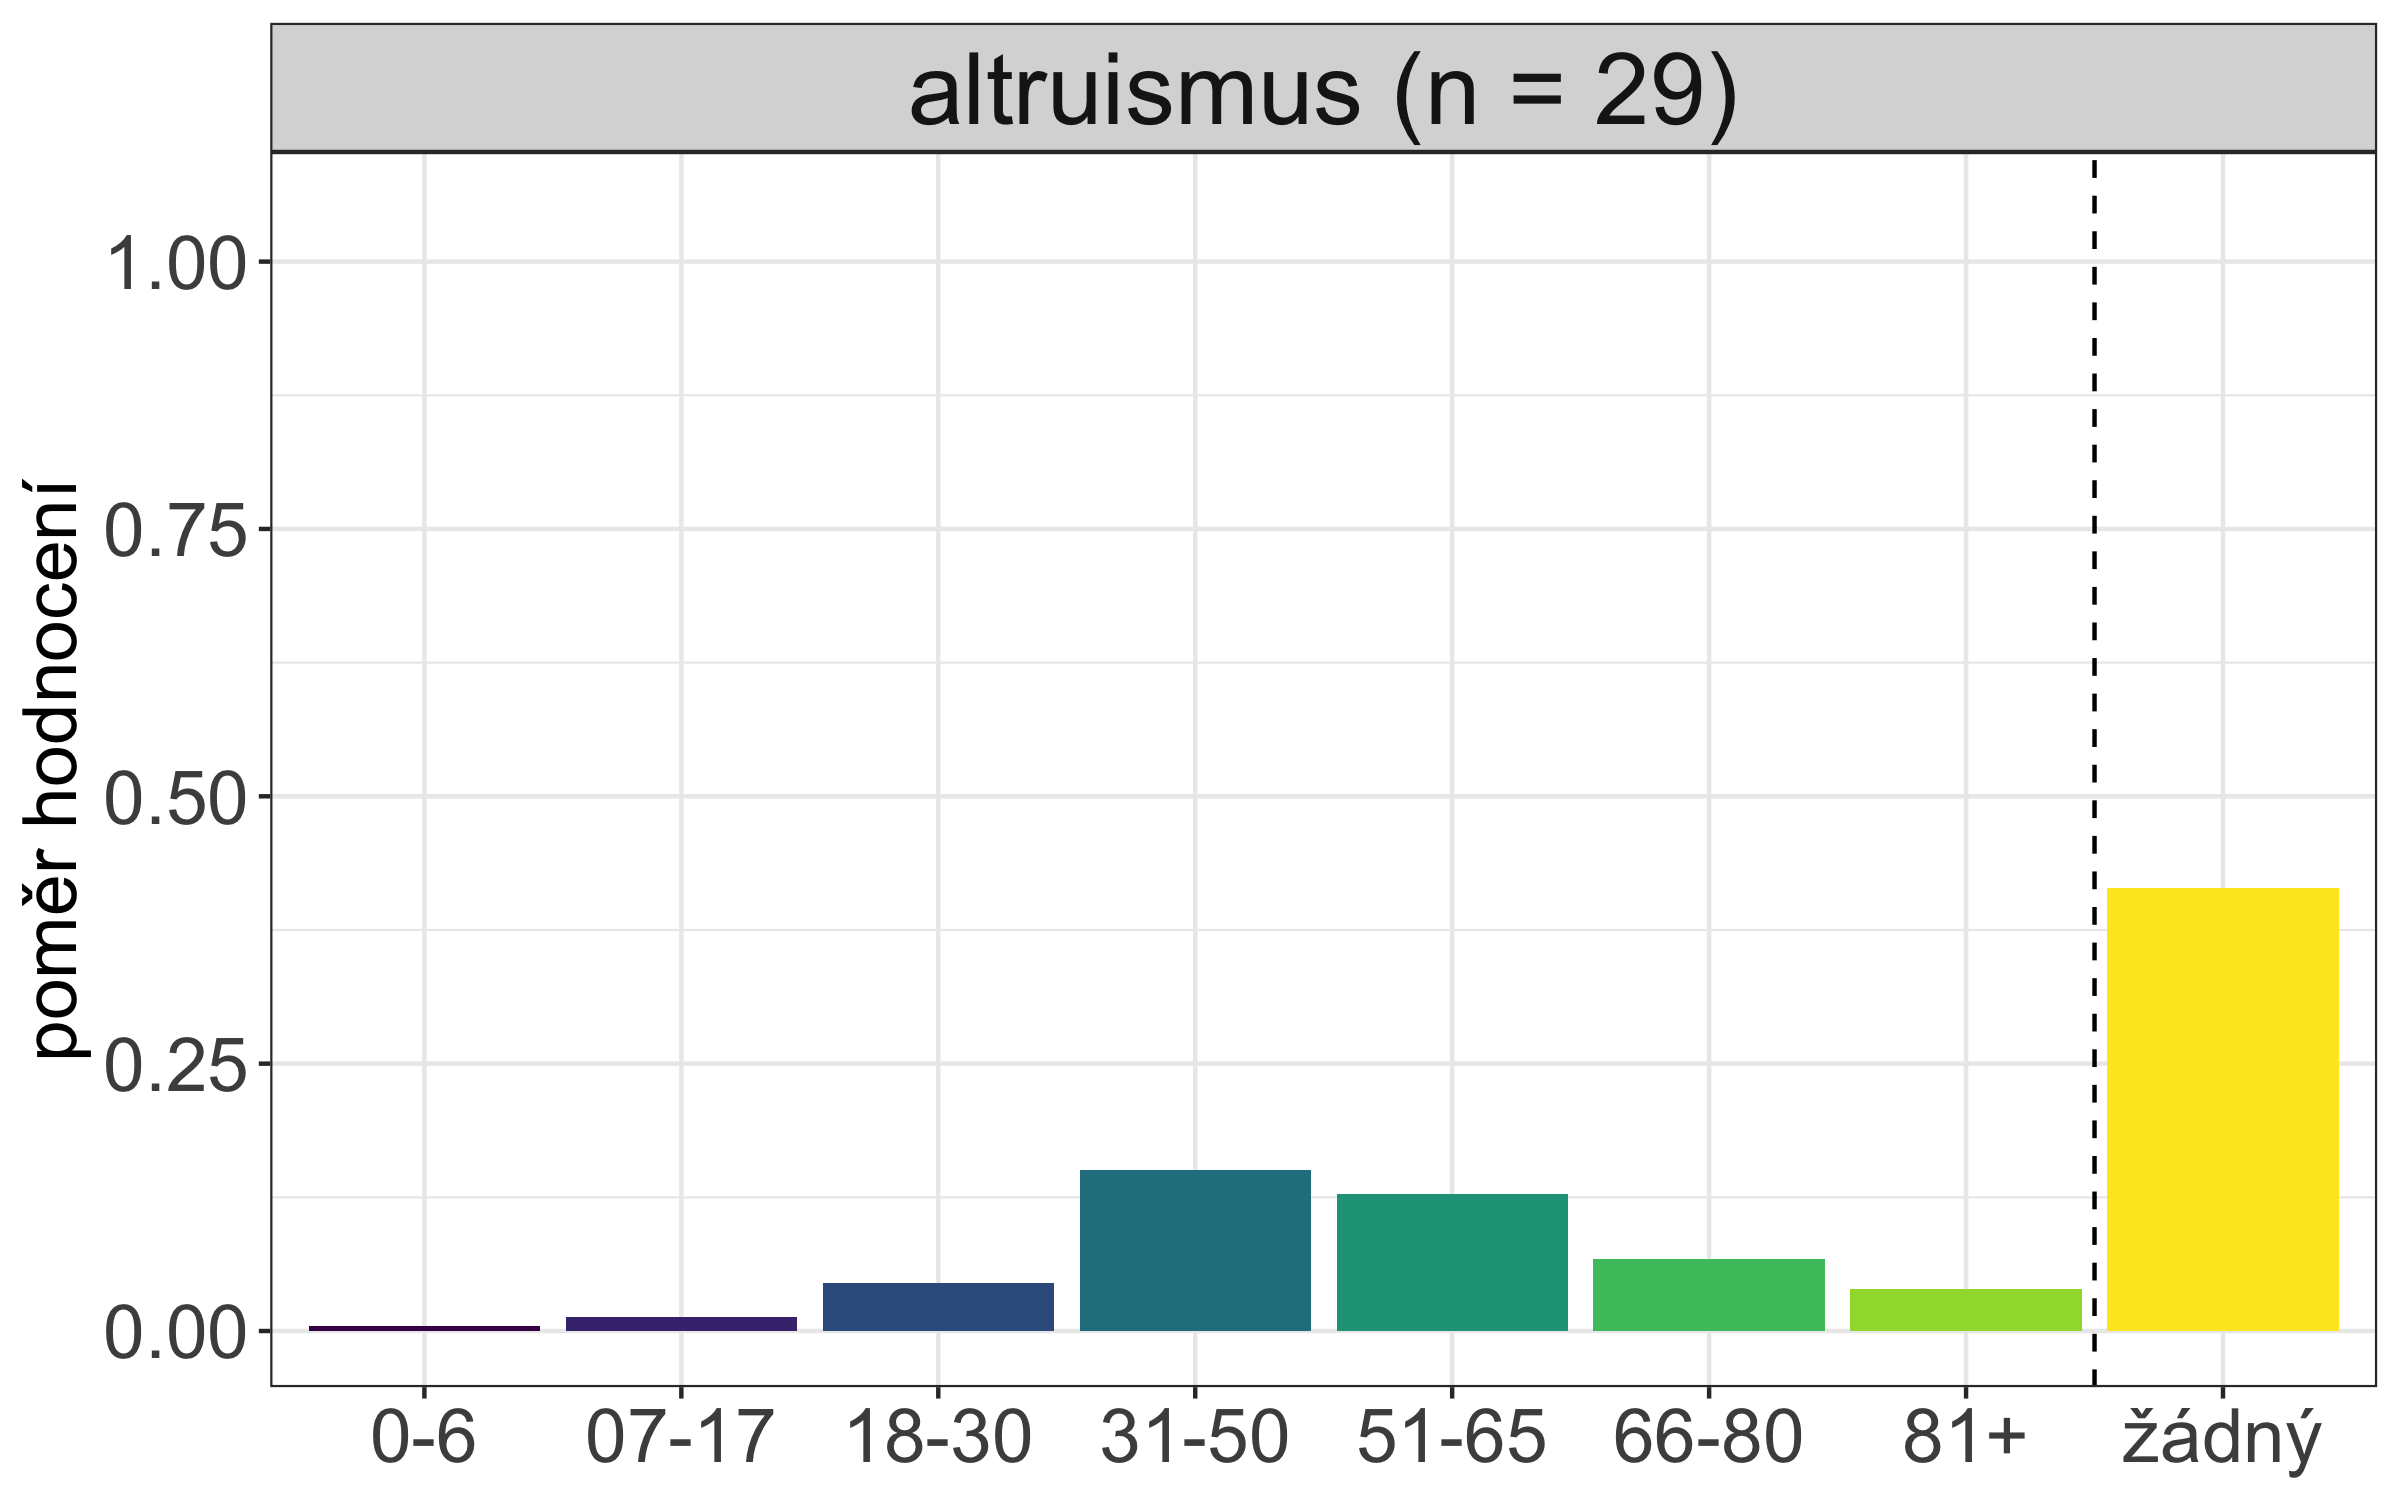 altruismus (n = 29)
poměr hodnocení
1.00
0.75
0.50
0.25
0.00
0-6 07-17 18-30 31-50 51-65 66-80 81+ žádný